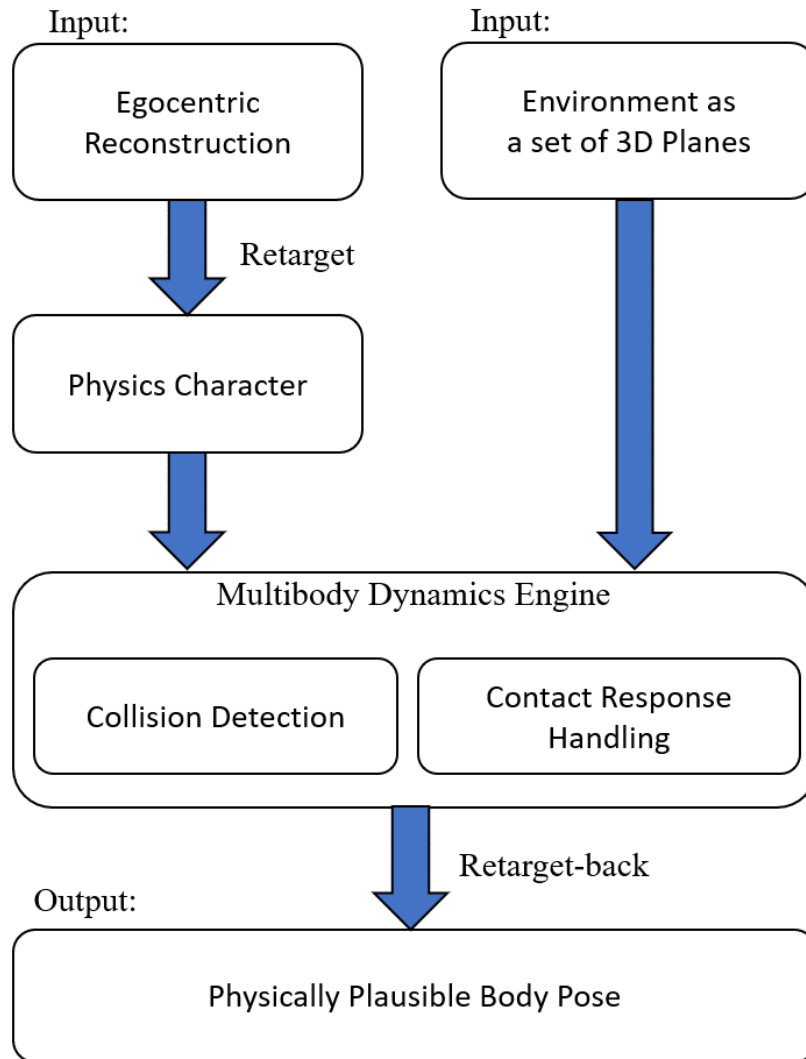 Input:
Egocentric
Reconstruction
Input:
Environment as
a set of 3D Planes
Retarget
Physics Character
Multibody Dynamics Engine
Collision Detection
Contact Response
Handling
Retarget-back
Output:
Physically Plausible Body Pose